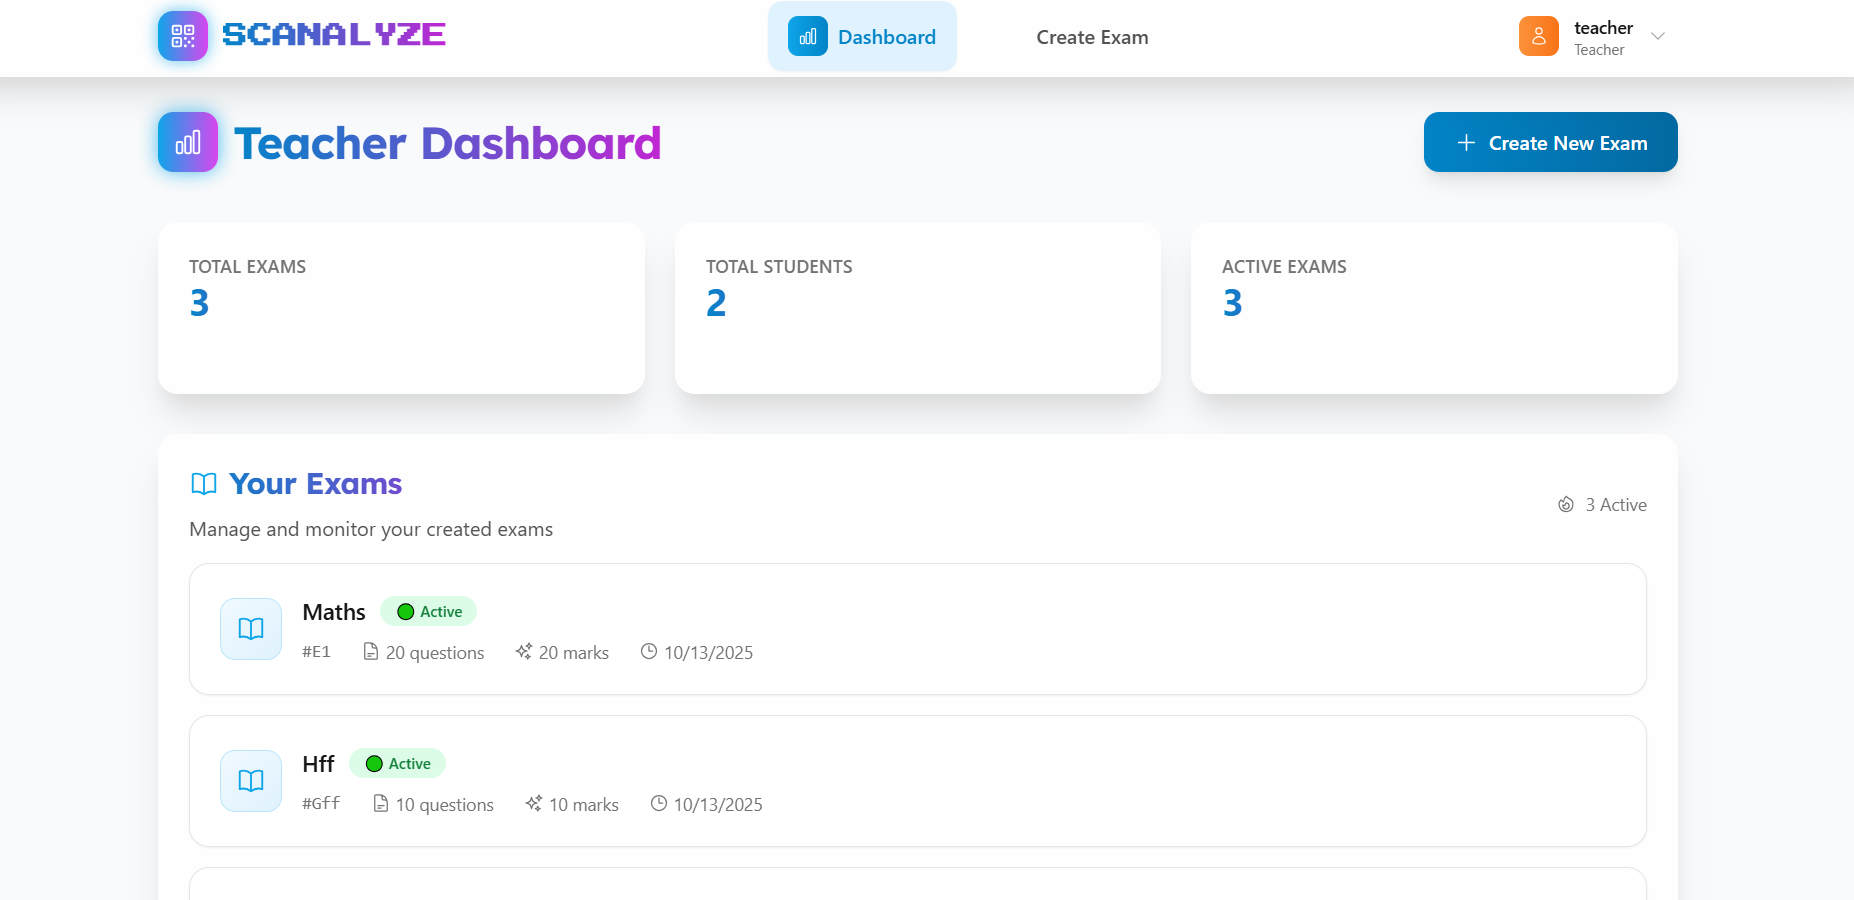 SCANALYZE
Dashboard
Create Exam
teacher
Teacher
Teacher Dashboard
+ Create New Exam
TOTAL EXAMS
3
TOTAL STUDENTS
2
ACTIVE EXAMS
3
Your Exams
Manage and monitor your created exams
3 Active
Maths Active
#E1 20 questions 20 marks 10/13/2025
Hff Active
#Gff 10 questions 10 marks 10/13/2025